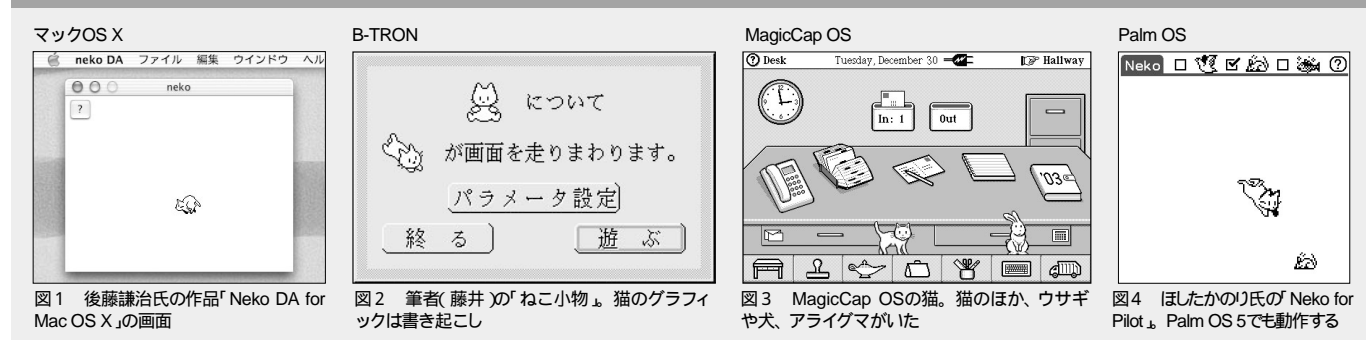 マックOS X
neko DA ファイル 編集 ウインドウ ヘル
neko
?
図1 後藤謙治氏の作品「Neko DA for
Mac OS X」の画面
B-TRON
について
が画面を走りまわります。
パラメータ設定
終る
遊ぶ
図2 筆者(藤井)の「ねこ小物」。猫のグラフィ
ックは書き起こし
MagicCap OS
? Desk Tuesday, December 30 Hallway
In: 1 Out
'03
図3 MagicCap OSの猫。猫のほか、ウサギ
や犬、アライグマがいた
Palm OS
Neko ?
図4 ほしたかのり氏の「Neko for
Pilot」。Palm OS 5でも動作する